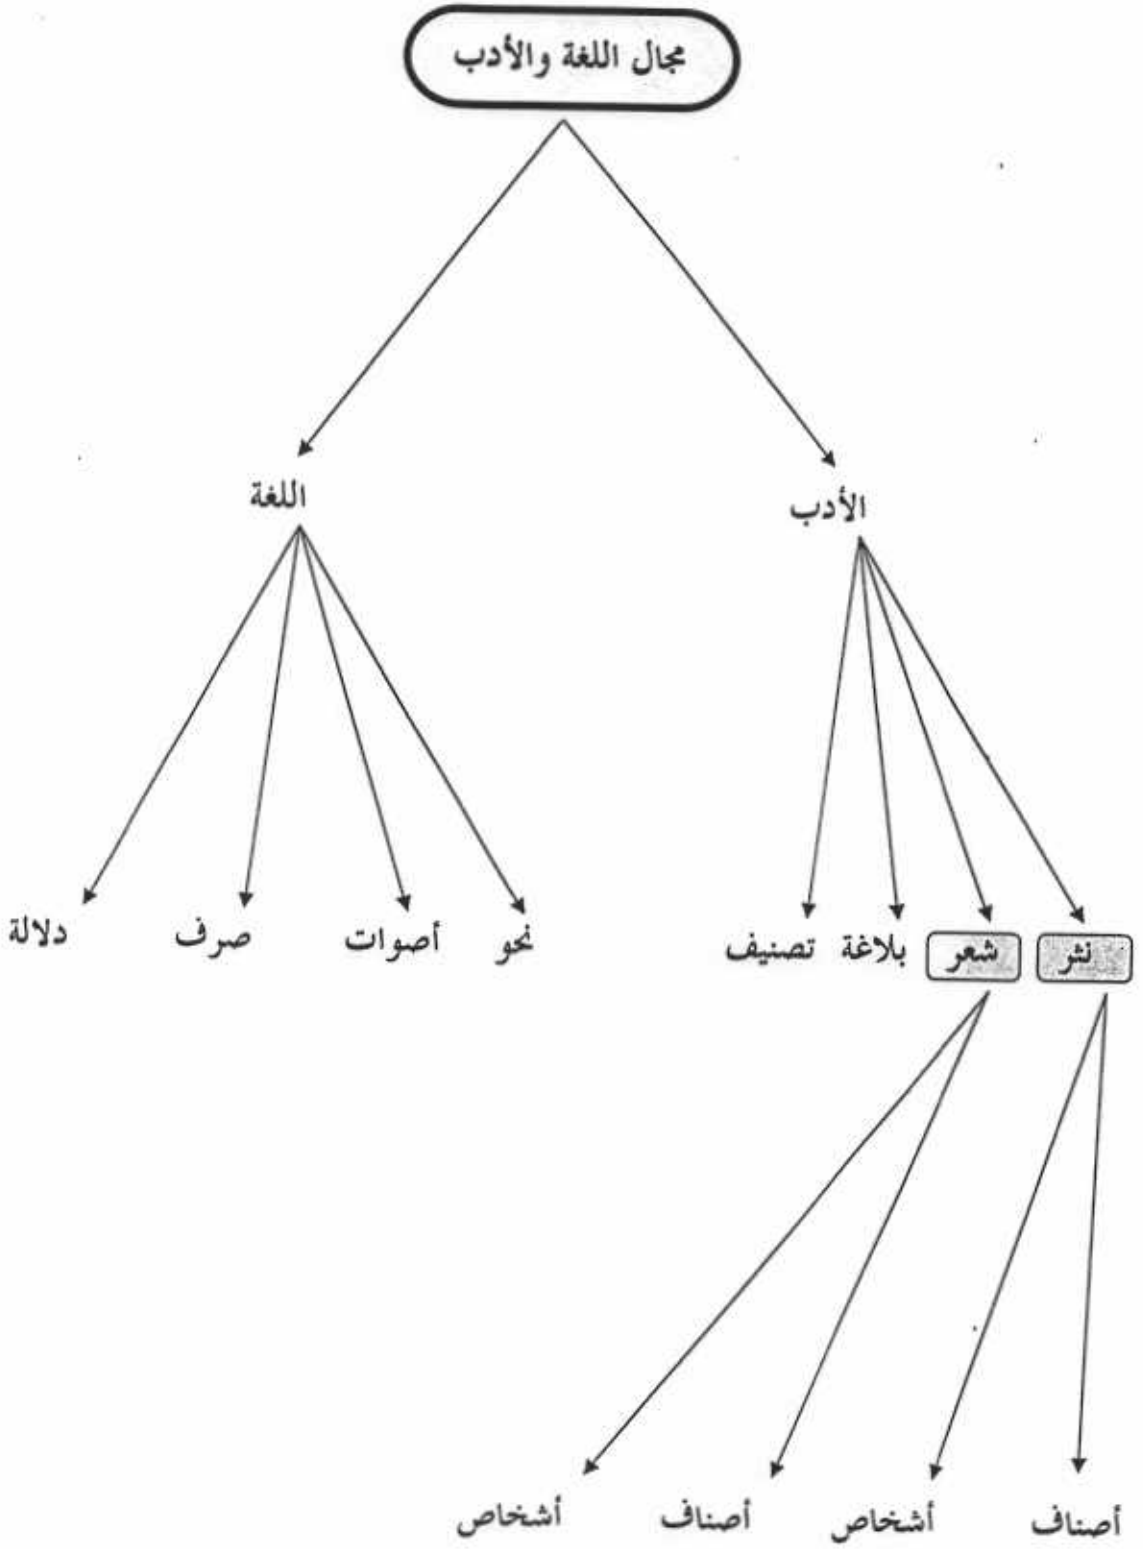 مجال اللغة والأدب
الأدب
اللغة
نثر
شعر
بلاغة
تصنيف
نحو
أصوات
صرف
دلالة
أصناف
أشخاص
أصناف
أشخاص